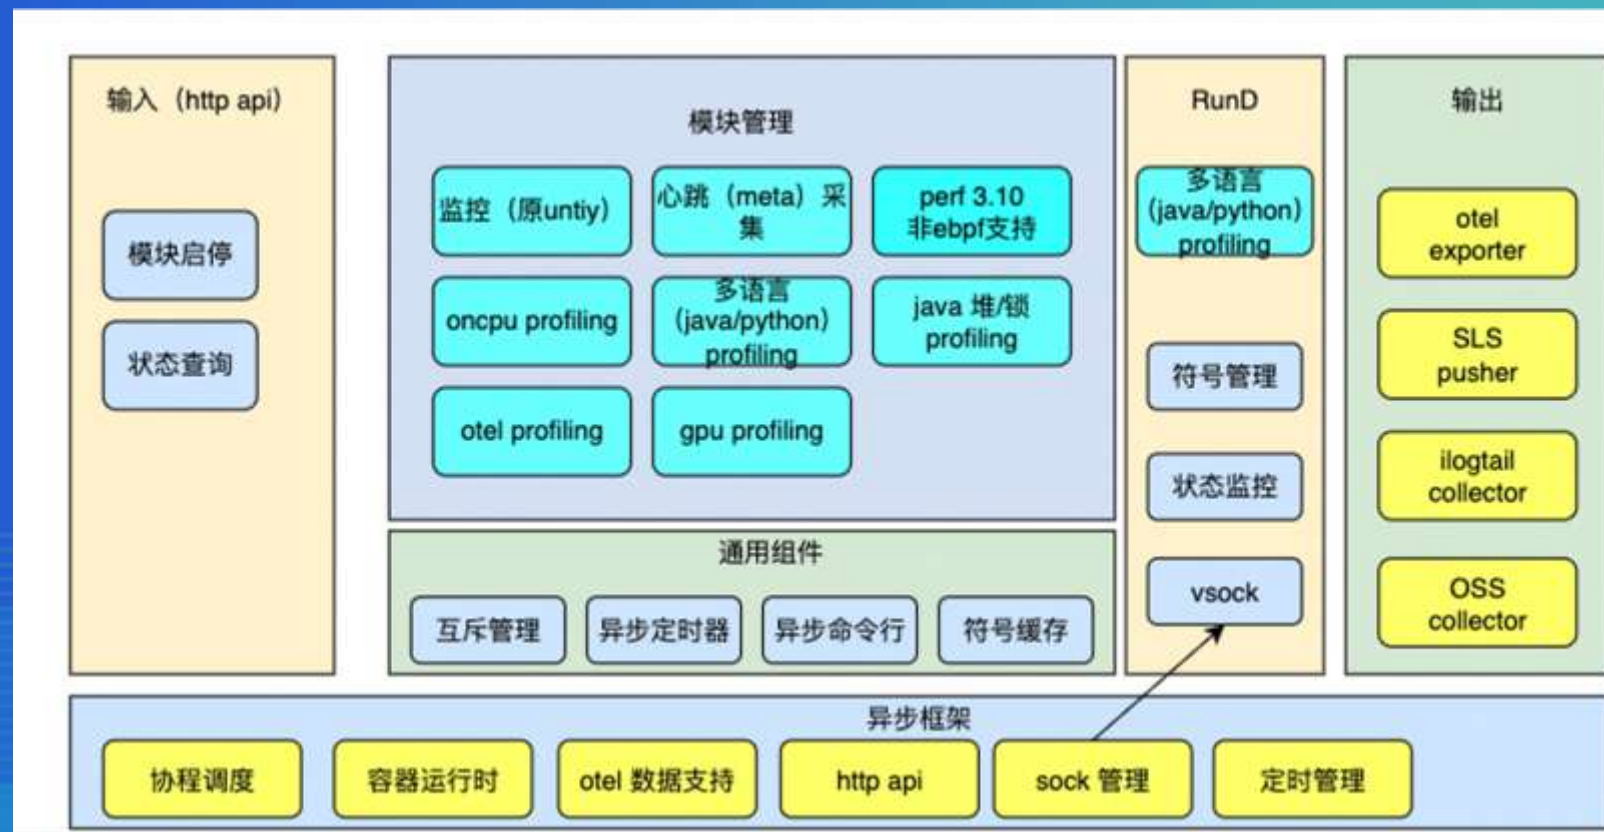 输入（http api）
模块启停
状态查询
模块管理
监控（原untiy）
心跳（meta）采
集
perf 3.10
非ebpf支持
oncpu profiling
多语言
（java/python）
profiling
java 堆/锁
profiling
otel profiling
gpu profiling
通用组件
互斥管理
异步定时器
异步命令行
符号缓存
RunD
多语言
（java/python）
profiling
符号管理
状态监控
vsock
输出
otel
exporter
SLS
pusher
ilogtail
collector
OSS
collector
异步框架
协程调度
容器运行时
otel 数据支持
http api
sock 管理
定时管理